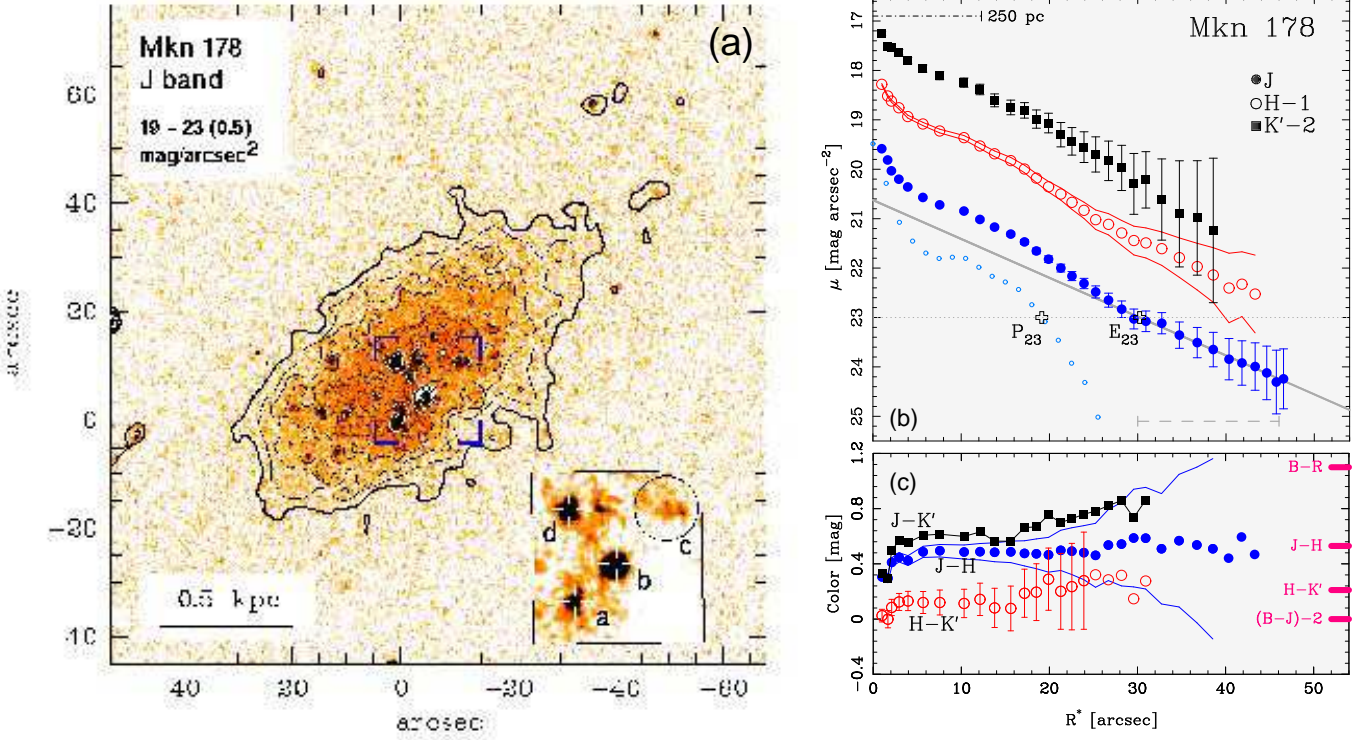 (a)
Mkn 178
J band
19 – 23 (0.5)
mag/arcsec2
60
40
20
0
−20
arcsec
0.5 kpc
d
c
b
a
40
20
0
−20
−40
−60
arcsec
250 pc
Mkn 178
J
H−1
K′−2
17
18
19
20
21
22
23
24
25
μ [mag arcsec−2]
P23
E23
(b)
(c)
1.2
0.8
0.4
0
−0.4
Color [mag]
J−K′
J−H
H−K′
B−R
J−H
H−K′
(B−J)−2
0
10
20
30
40
50
R* [arcsec]